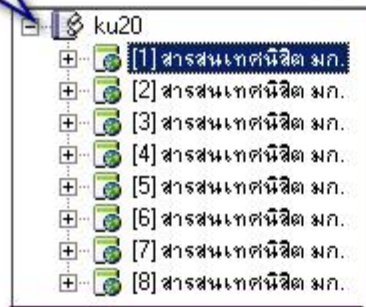 ku20
[1] สารสนเทศนิสิต มก.
[2] สารสนเทศนิสิต มก.
[3] สารสนเทศนิสิต มก.
[4] สารสนเทศนิสิต มก.
[5] สารสนเทศนิสิต มก.
[6] สารสนเทศนิสิต มก.
[7] สารสนเทศนิสิต มก.
[8] สารสนเทศนิสิต มก.